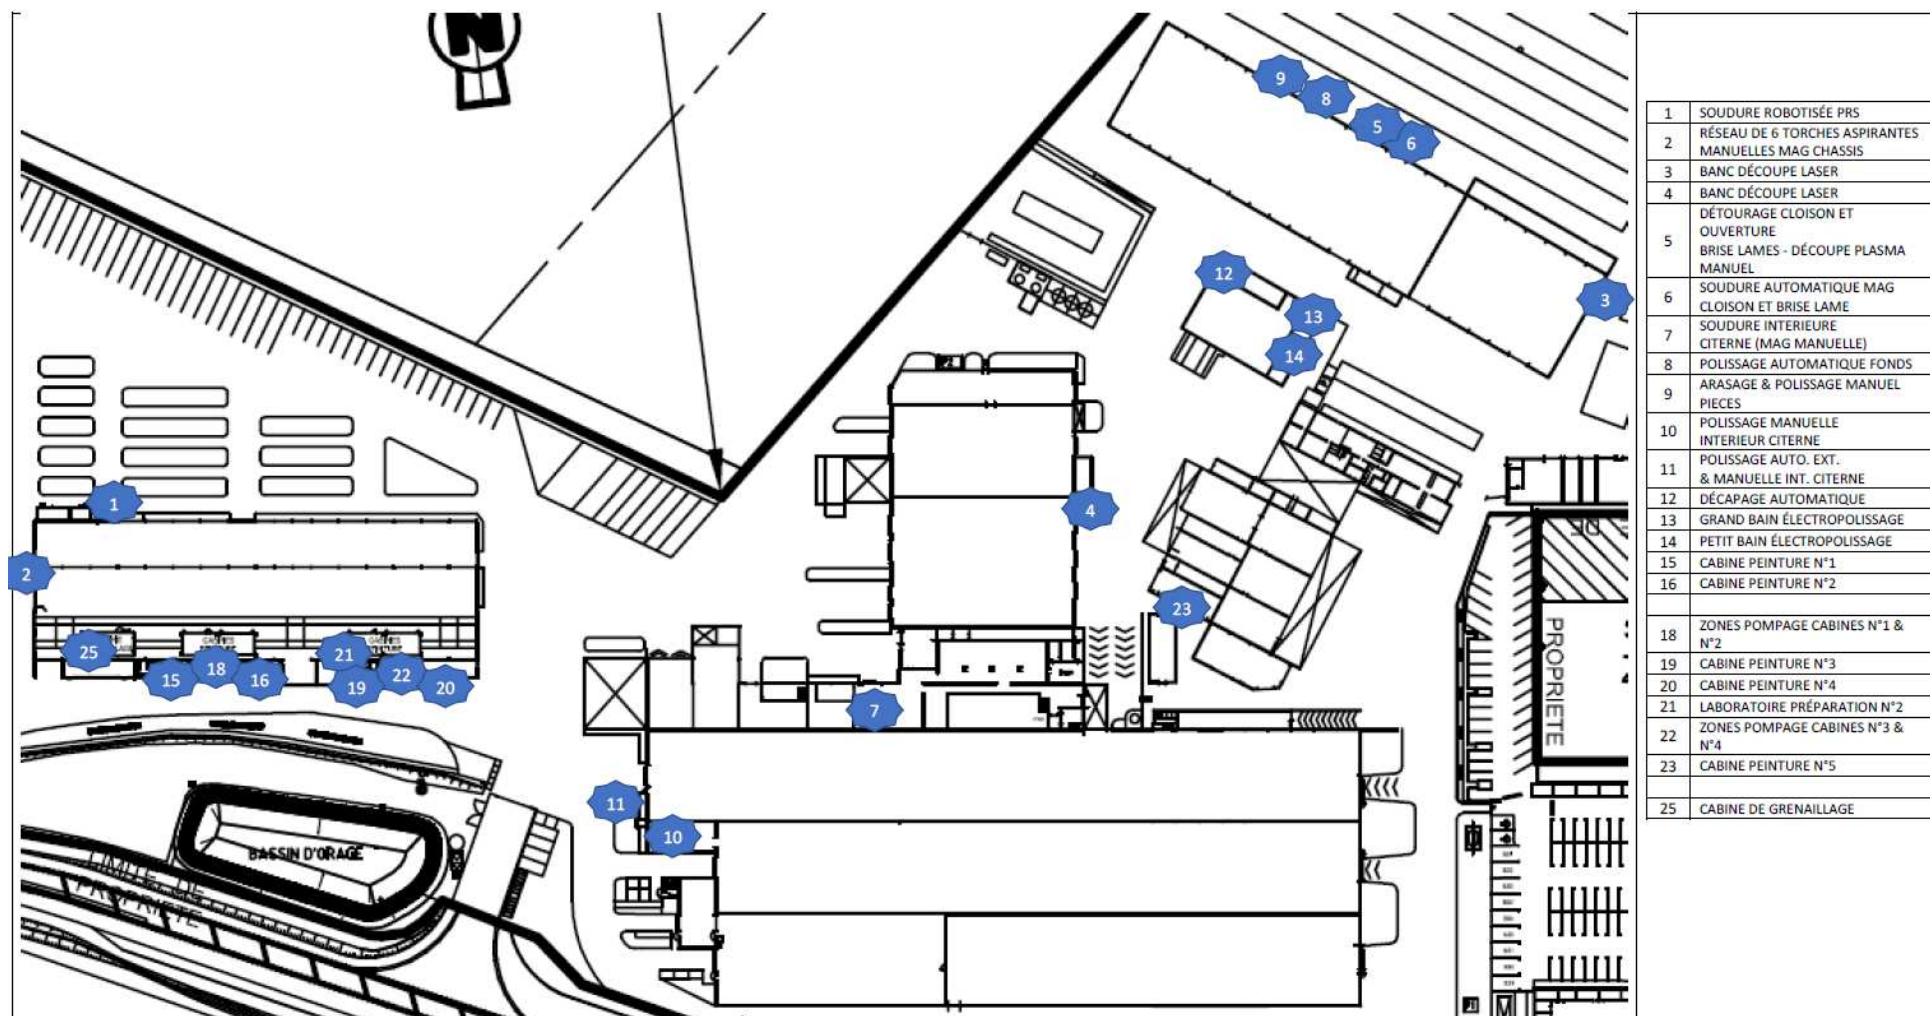 N
9
8
5
6
12
3
13
14
1
4
2
23
25
21
18
22
15
16
19
20
7
11
10
CABINES
CABINES
BASSIN D'ORAGE
LIMITE DE
PROPRIETE
PROPRIETE
DE
1 SOUDURE ROBOTISÉE PRS
2 RÉSEAU DE 6 TORCHES ASPIRANTES
MANUELLES MAG CHASSIS
3 BANC DÉCOUPE LASER
4 BANC DÉCOUPE LASER
5 DÉTOURAGE CLOISON ET
OUVERTURE
BRISE LAMES - DÉCOUPE PLASMA
MANUEL
6 SOUDURE AUTOMATIQUE MAG
CLOISON ET BRISE LAME
7 SOUDURE INTERIEURE
CITERNE (MAG MANUELLE)
8 POLISSAGE AUTOMATIQUE FONDS
9 ARASAGE & POLISSAGE MANUEL
PIECES
10 POLISSAGE MANUELLE
INTERIEUR CITERNE
11 POLISSAGE AUTO. EXT.
& MANUELLE INT. CITERNE
12 DÉCAPAGE AUTOMATIQUE
13 GRAND BAIN ÉLECTROPOLISSAGE
14 PETIT BAIN ÉLECTROPOLISSAGE
15 CABINE PEINTURE N°1
16 CABINE PEINTURE N°2
18 ZONES POMPAGE CABINES N°1 &
N°2
19 CABINE PEINTURE N°3
20 CABINE PEINTURE N°4
21 LABORATOIRE PRÉPARATION N°2
22 ZONES POMPAGE CABINES N°3 &
N°4
23 CABINE PEINTURE N°5
25 CABINE DE GRENAILLAGE